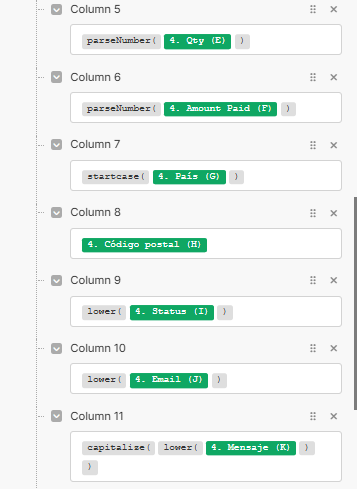 Column 5
parseNumber( 4. Qty (E) )
Column 6
parseNumber( 4. Amount Paid (F) )
Column 7
startcase( 4. País (G) )
Column 8
4. Código postal (H)
Column 9
lower( 4. Status (I) )
Column 10
lower( 4. Email (J) )
Column 11
capitalize( lower( 4. Mensaje (K) )
)